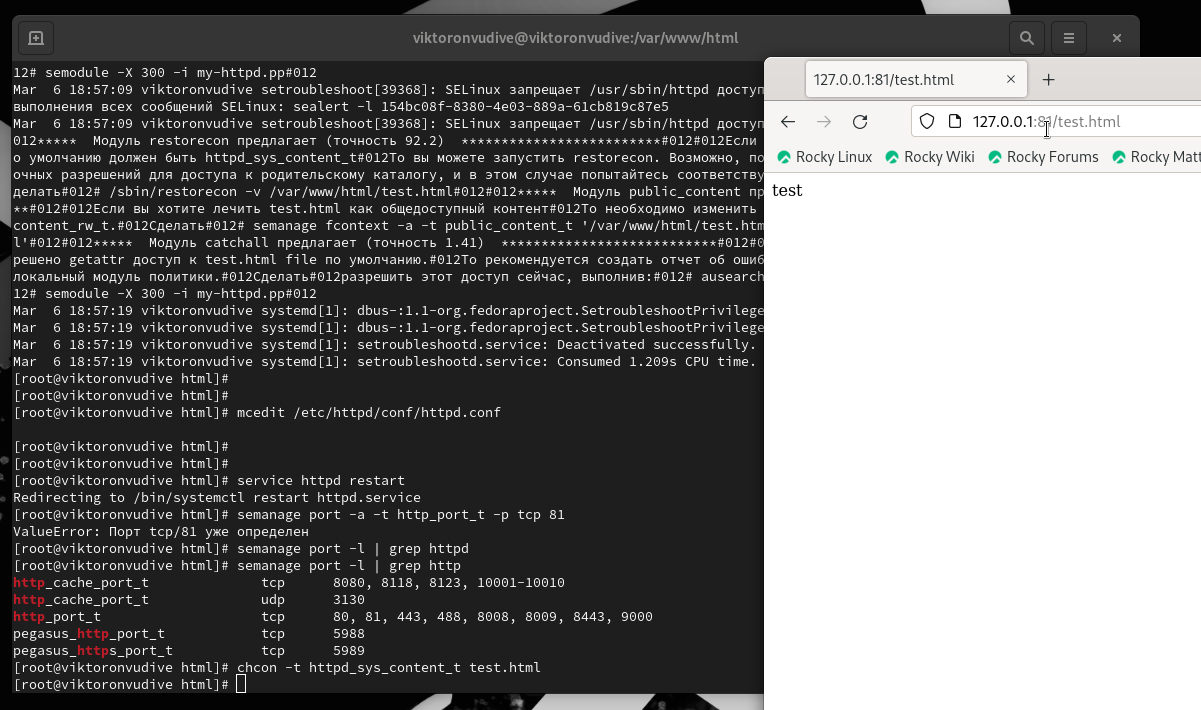 viktoronvudive@viktoronvudive:/var/www/html
12# semodule -X 300 -i my-httpd.pp#012
Mar  6 18:57:09 viktoronvudive setroubleshoot[39368]: SELinux запрещает /usr/sbin/httpd доступ
выполнения всех сообщений SELinux: sealert -l 154bc08f-8380-4e03-889a-61cb819c87e5
Mar  6 18:57:09 viktoronvudive setroubleshoot[39368]: SELinux запрещает /usr/sbin/httpd доступ
012*****  Модуль restorecon предлагает (точность 92.2)  *************************#012#012Если
о умолчанию должен быть httpd_sys_content_t#012То вы можете запустить restorecon. Возможно, по
очных разрешений для доступа к родительскому каталогу, и в этом случае попытайтесь соответству
делать#012# /sbin/restorecon -v /var/www/html/test.html#012#012*****  Модуль public_content пр
**#012#012Если вы хотите лечить test.html как общедоступный контент#012То необходимо изменить
content_rw_t.#012Сделать#012# semanage fcontext -a -t public_content_t '/var/www/html/test.htm
l'#012#012*****  Модуль catchall предлагает (точность 1.41)  ***************************#012#0
решено getattr доступ к test.html file по умолчанию.#012То рекомендуется создать отчет об ошиб
локальный модуль политики.#012Сделать#012разрешить этот доступ сейчас, выполнив:#012# ausearch
12# semodule -X 300 -i my-httpd.pp#012
Mar  6 18:57:19 viktoronvudive systemd[1]: dbus-:1.1-org.fedoraproject.SetroubleshootPrivilege
Mar  6 18:57:19 viktoronvudive systemd[1]: dbus-:1.1-org.fedoraproject.SetroubleshootPrivilege
Mar  6 18:57:19 viktoronvudive systemd[1]: setroubleshootd.service: Deactivated successfully.
Mar  6 18:57:19 viktoronvudive systemd[1]: setroubleshootd.service: Consumed 1.209s CPU time.
[root@viktoronvudive html]#
[root@viktoronvudive html]#
[root@viktoronvudive html]# mcedit /etc/httpd/conf/httpd.conf
[root@viktoronvudive html]#
[root@viktoronvudive html]#
[root@viktoronvudive html]# service httpd restart
Redirecting to /bin/systemctl restart httpd.service
[root@viktoronvudive html]# semanage port -a -t http_port_t -p tcp 81
ValueError: Порт tcp/81 уже определен
[root@viktoronvudive html]# semanage port -l | grep httpd
[root@viktoronvudive html]# semanage port -l | grep http
http_cache_port_t              tcp      8080, 8118, 8123, 10001-10010
http_cache_port_t              udp      3130
http_port_t                    tcp      80, 81, 443, 488, 8008, 8009, 8443, 9000
pegasus_http_port_t            tcp      5988
pegasus_https_port_t           tcp      5989
[root@viktoronvudive html]# chcon -t httpd_sys_content_t test.html
[root@viktoronvudive html]#
127.0.0.1:81/test.html
127.0.0.1:81/test.html
Rocky Linux Rocky Wiki Rocky Forums Rocky Matt
test